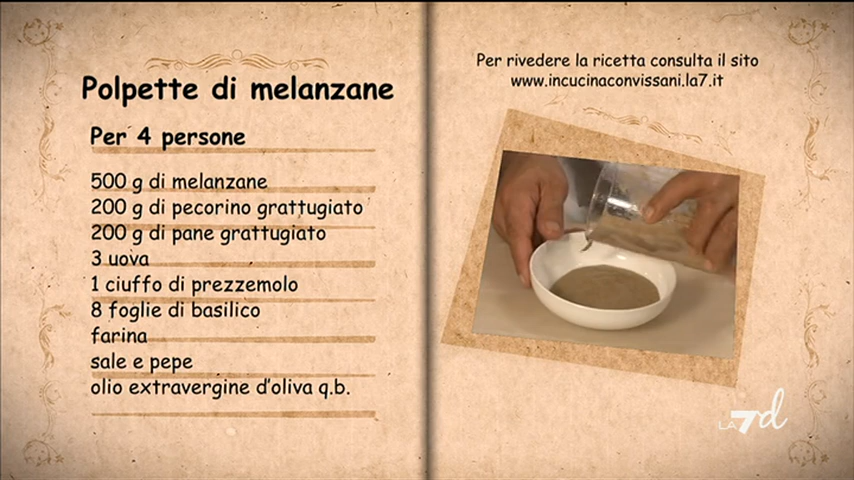 Polpette di melanzane
Per 4 persone
500 g di melanzane
200 g di pecorino grattugiato
200 g di pane grattugiato
3 uova
1 ciuffo di prezzemolo
8 foglie di basilico
farina
sale e pepe
olio extravergine d'oliva q.b.
Per rivedere la ricetta consulta il sito
www.incucinaconvissani.la7.it
LA7d